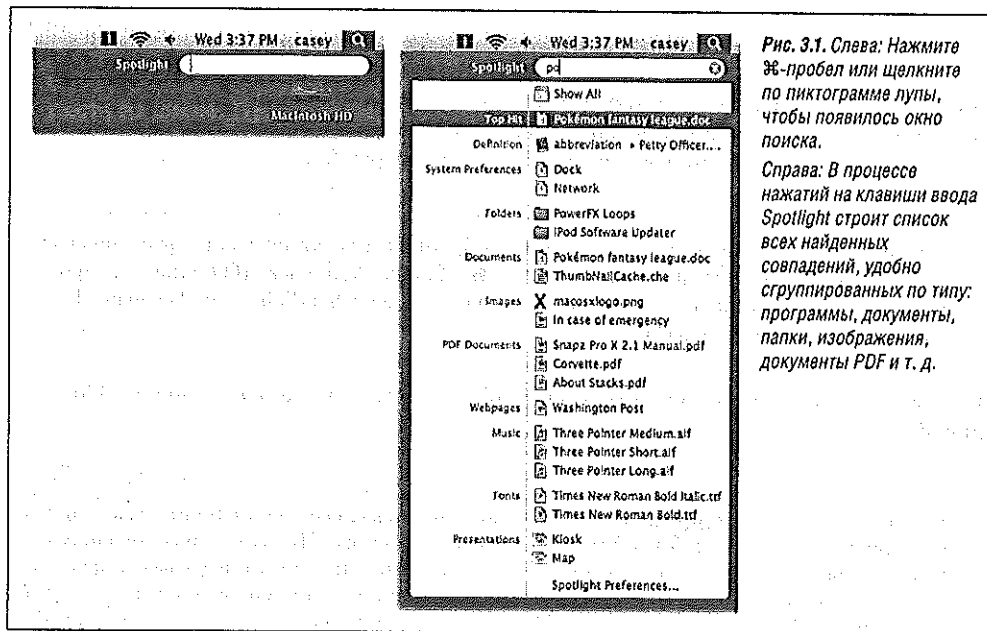 Wed 3:37 PM casey
Spotlight
Macintosh HD
Wed 3:37 PM casey
Spotlight po
Show All
Top Hit Pokémon fantasy league.doc
Definition abbreviation • Petty Officer....
System Preferences Dock
Network
Folders PowerFX Loops
iPod Software Updater
Documents Pokémon fantasy league.doc
ThumbNailCache.che
Images macosxlogo.png
In case of emergency
PDF Documents Snapz Pro X 2.1 Manual.pdf
Corvette.pdf
About Stacks.pdf
Webpages Washington Post
Music Three Pointer Medium.aif
Three Pointer Short.aif
Three Pointer Long.aif
Fonts Times New Roman Bold Italic.ttf
Times New Roman Bold.ttf
Presentations Kiosk
Map
Spotlight Preferences...
Рис. 3.1. Слева: Нажмите
⌘-пробел или щелкните
по пиктограмме лупы,
чтобы появилось окно
поиска.
Справа: В процессе
нажатий на клавиши ввода
Spotlight строит список
всех найденных
совпадений, удобно
сгруппированных по типу:
программы, документы,
папки, изображения,
документы PDF и т. д.